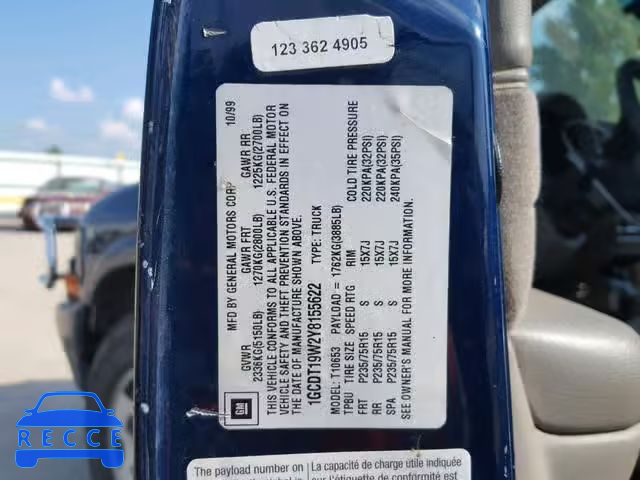 123 362 4905
MFD BY GENERAL MOTORS CORP 10/99
GVWR GAWR FRT GAWR RR
2336KG(5150LB) 1270KG(2800LB) 1225KG(2700LB)
THIS VEHICLE CONFORMS TO ALL APPLICABLE U.S. FEDERAL MOTOR
VEHICLE SAFETY AND THEFT PREVENTION STANDARDS IN EFFECT ON
THE DATE OF MANUFACTURE SHOWN ABOVE.
1GCDT19W2Y8155622 TYPE: TRUCK
MODEL: T10653 PAYLOAD = 1762KG(3885LB)
TPBU TIRE SIZE SPEED RTG RIM COLD TIRE PRESSURE
FRT P235/75R15 S 15X7J 220KPA(32PSI)
RR P235/75R15 S 15X7J 220KPA(32PSI)
SPA P235/75R15 S 15X7J 240KPA(35PSI)
SEE OWNER'S MANUAL FOR MORE INFORMATION.
GM
The payload number on
La capacité de charge utile indiquée
RECCE